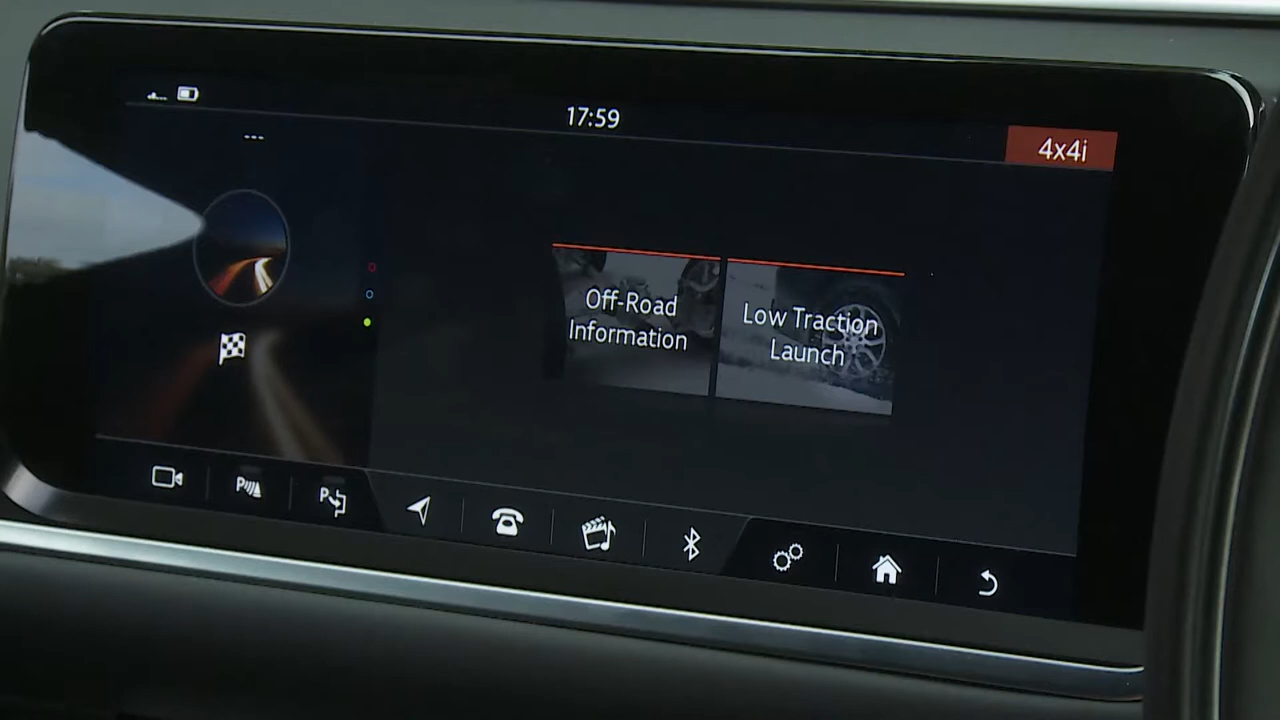 ---
17:59
4x4i
Off-Road
Information
Low Traction
Launch
P
P